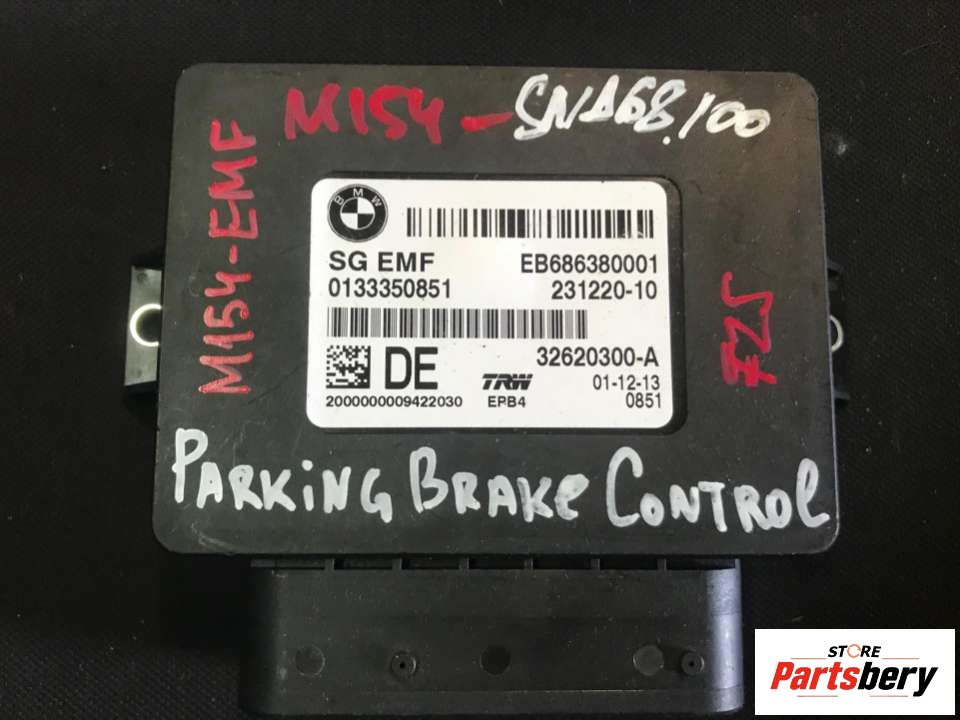 M154 - SNA68/100
M154-EMF
BMW
SG EMF EB686380001
0133350851 231220-10
32620300-A
DE TRW 01-12-13
2000000009422030 EPB4 0851
PARKING BRAKE CONTROL
STORE
Partsbery